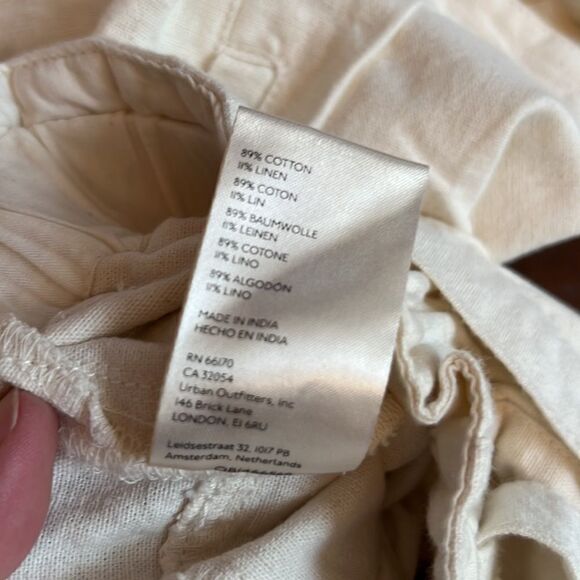 89% COTTON
11% LINEN
89% COTON
11% LIN
89% BAUMWOLLE
11% LEINEN
89% COTONE
11% LINO
89% ALGODÓN
11% LINO
MADE IN INDIA
HECHO EN INDIA
RN 66170
CA 32054
Urban Outfitters, Inc
146 Brick Lane
LONDON, E1 6RU
Leidsestraat 32, 1017 PB
Amsterdam, Netherlands